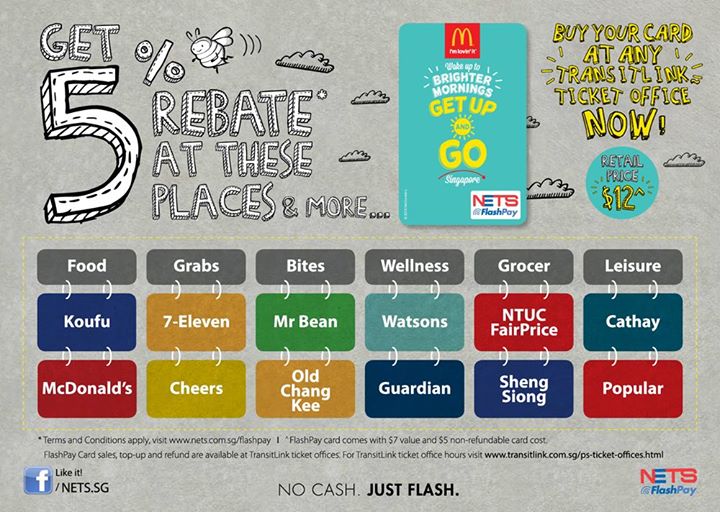 GET
5%
REBATE*
AT THESE
PLACES & MORE...
M
i'm lovin' it
Wake up to
BRIGHTER
MORNINGS
GET UP
AND
GO
Singapore
NETS
FlashPay
BUY YOUR CARD
AT ANY
TRANSITLINK
TICKET OFFICE
NOW!
RETAIL
PRICE
$12^
Food Grabs Bites Wellness Grocer Leisure
Koufu 7-Eleven Mr Bean Watsons NTUC FairPrice Cathay
McDonald's Cheers Old Chang Kee Guardian Sheng Siong Popular
* Terms and Conditions apply, visit www.nets.com.sg/flashpay I ^FlashPay card comes with $7 value and $5 non-refundable card cost.
FlashPay Card sales, top-up and refund are available at TransitLink ticket offices. For TransitLink ticket office hours visit www.transitlink.com.sg/ps-ticket-offices.html
f Like it!
/NETS.SG
NO CASH. JUST FLASH.
NETS
FlashPay